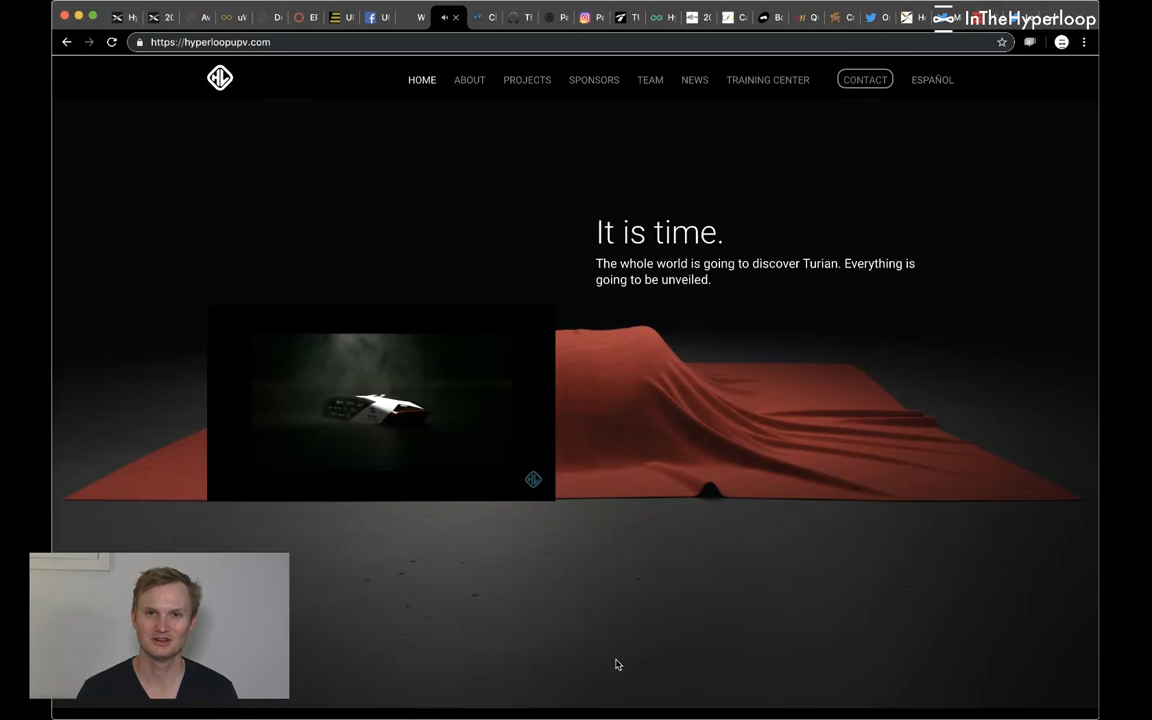 InTheHyperloop
https://hyperloopupv.com
HOME ABOUT PROJECTS SPONSORS TEAM NEWS TRAINING CENTER CONTACT ESPAÑOL
It is time.
The whole world is going to discover Turian. Everything is
going to be unveiled.